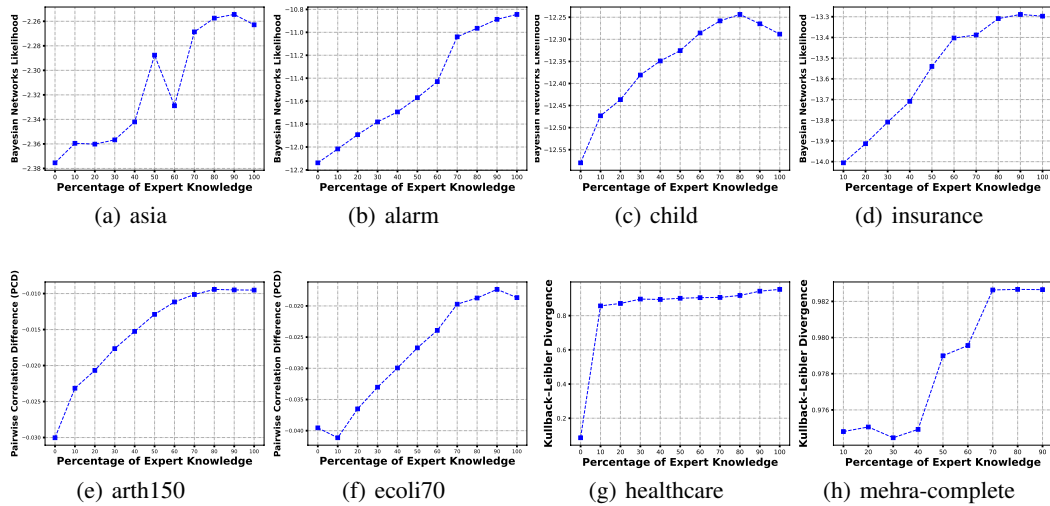 −2.26
−2.28
−2.30
−2.32
−2.34
−2.36
−2.38
Bayesian Networks Likelihood
0 10 20 30 40 50 60 70 80 90 100
Percentage of Expert Knowledge
(a) asia
−10.8
−11.0
−11.2
−11.4
−11.6
−11.8
−12.0
−12.2
Bayesian Networks Likelihood
0 10 20 30 40 50 60 70 80 90 100
Percentage of Expert Knowledge
(b) alarm
−12.25
−12.30
−12.35
−12.40
−12.45
−12.50
−12.55
Bayesian Networks Likelihood
0 10 20 30 40 50 60 70 80 90 100
Percentage of Expert Knowledge
(c) child
−13.3
−13.4
−13.5
−13.6
−13.7
−13.8
−13.9
−14.0
Bayesian Networks Likelihood
10 20 30 40 50 60 70 80 90 100
Percentage of Expert Knowledge
(d) insurance
−0.010
−0.015
−0.020
−0.025
−0.030
Pairwise Correlation Difference (PCD)
0 10 20 30 40 50 60 70 80 90 100
Percentage of Expert Knowledge
(e) arth150
−0.020
−0.025
−0.030
−0.035
−0.040
Pairwise Correlation Difference (PCD)
0 10 20 30 40 50 60 70 80 90 100
Percentage of Expert Knowledge
(f) ecoli70
0.8
0.6
0.4
0.2
Kullback–Leibler Divergence
0 10 20 30 40 50 60 70 80 90 100
Percentage of Expert Knowledge
(g) healthcare
0.982
0.980
0.978
0.976
Kullback–Leibler Divergence
10 20 30 40 50 60 70 80 90
Percentage of Expert Knowledge
(h) mehra-complete